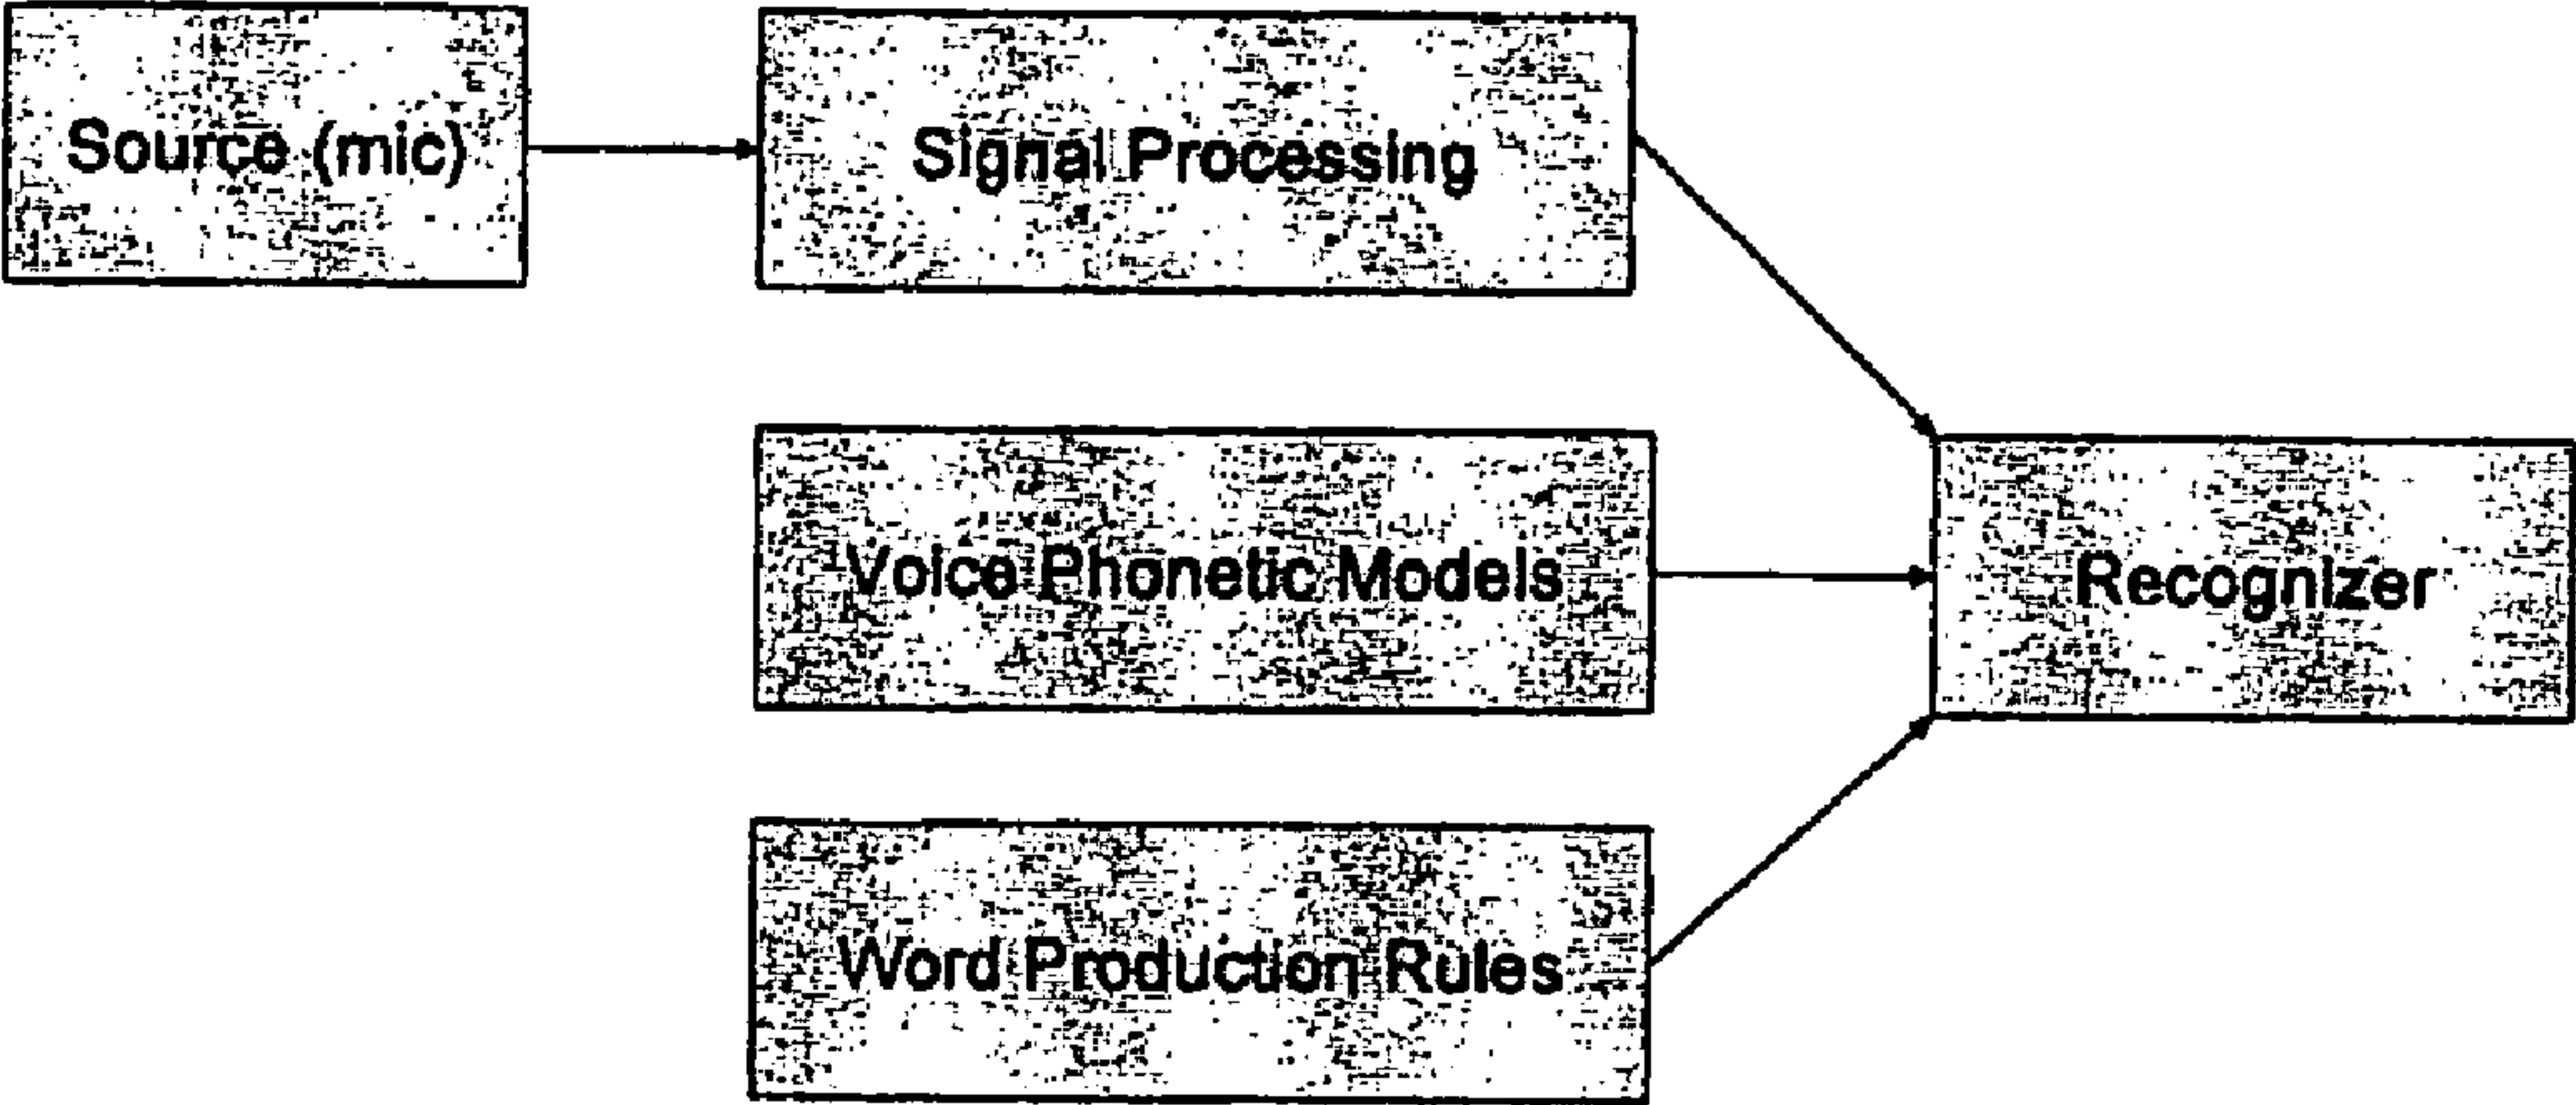 Source (mic)
Signal Processing
Voice Phonetic Models
Recognizer
Word Production Rules